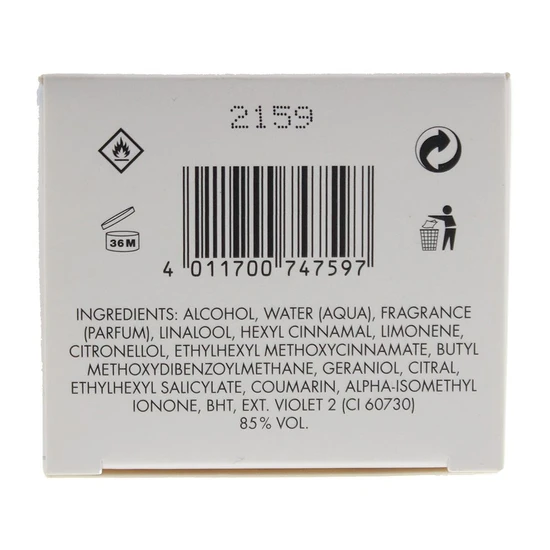 2159
36M
4 011700 747597
INGREDIENTS: ALCOHOL, WATER (AQUA), FRAGRANCE
(PARFUM), LINALOOL, HEXYL CINNAMAL, LIMONENE,
CITRONELLOL, ETHYLHEXYL METHOXYCINNAMATE, BUTYL
METHOXYDIBENZOYLMETHANE, GERANIOL, CITRAL,
ETHYLHEXYL SALICYLATE, COUMARIN, ALPHA-ISOMETHYL
IONONE, BHT, EXT. VIOLET 2 (CI 60730)
85% VOL.